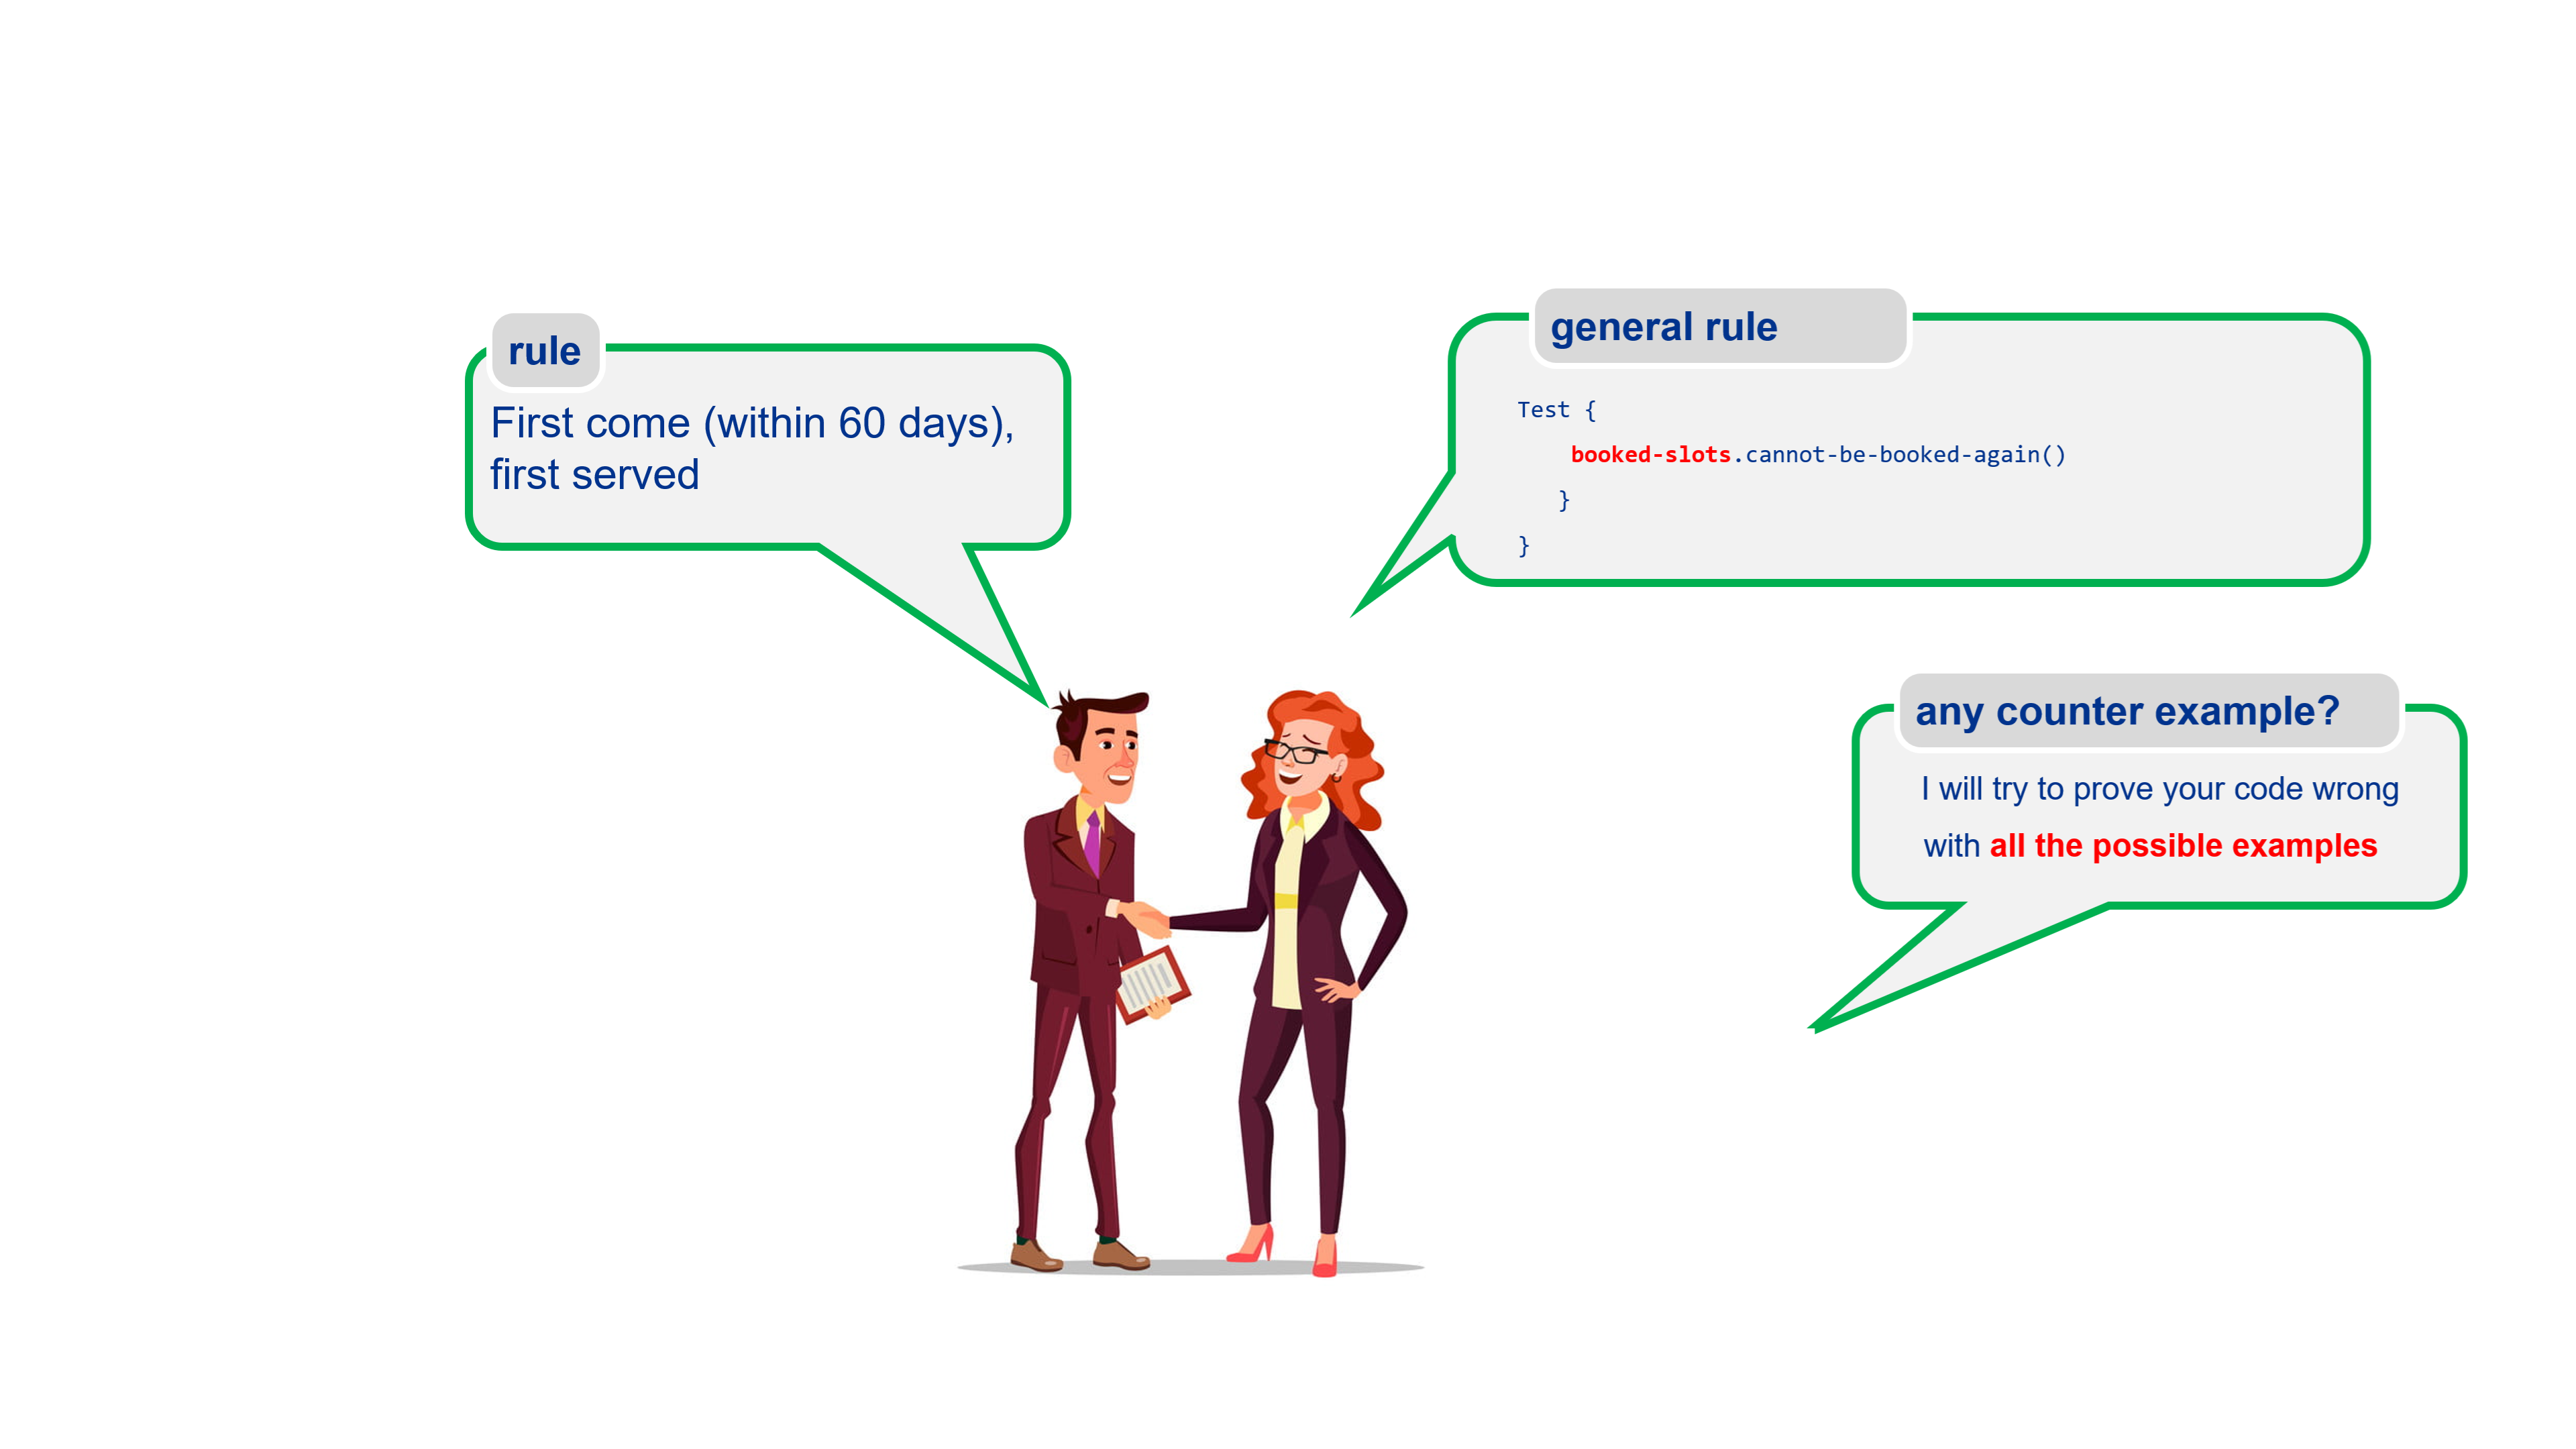 rule
First come (within 60 days),
first served
general rule
Test {
booked-slots.cannot-be-booked-again()
}
}
any counter example?
I will try to prove your code wrong
with all the possible examples